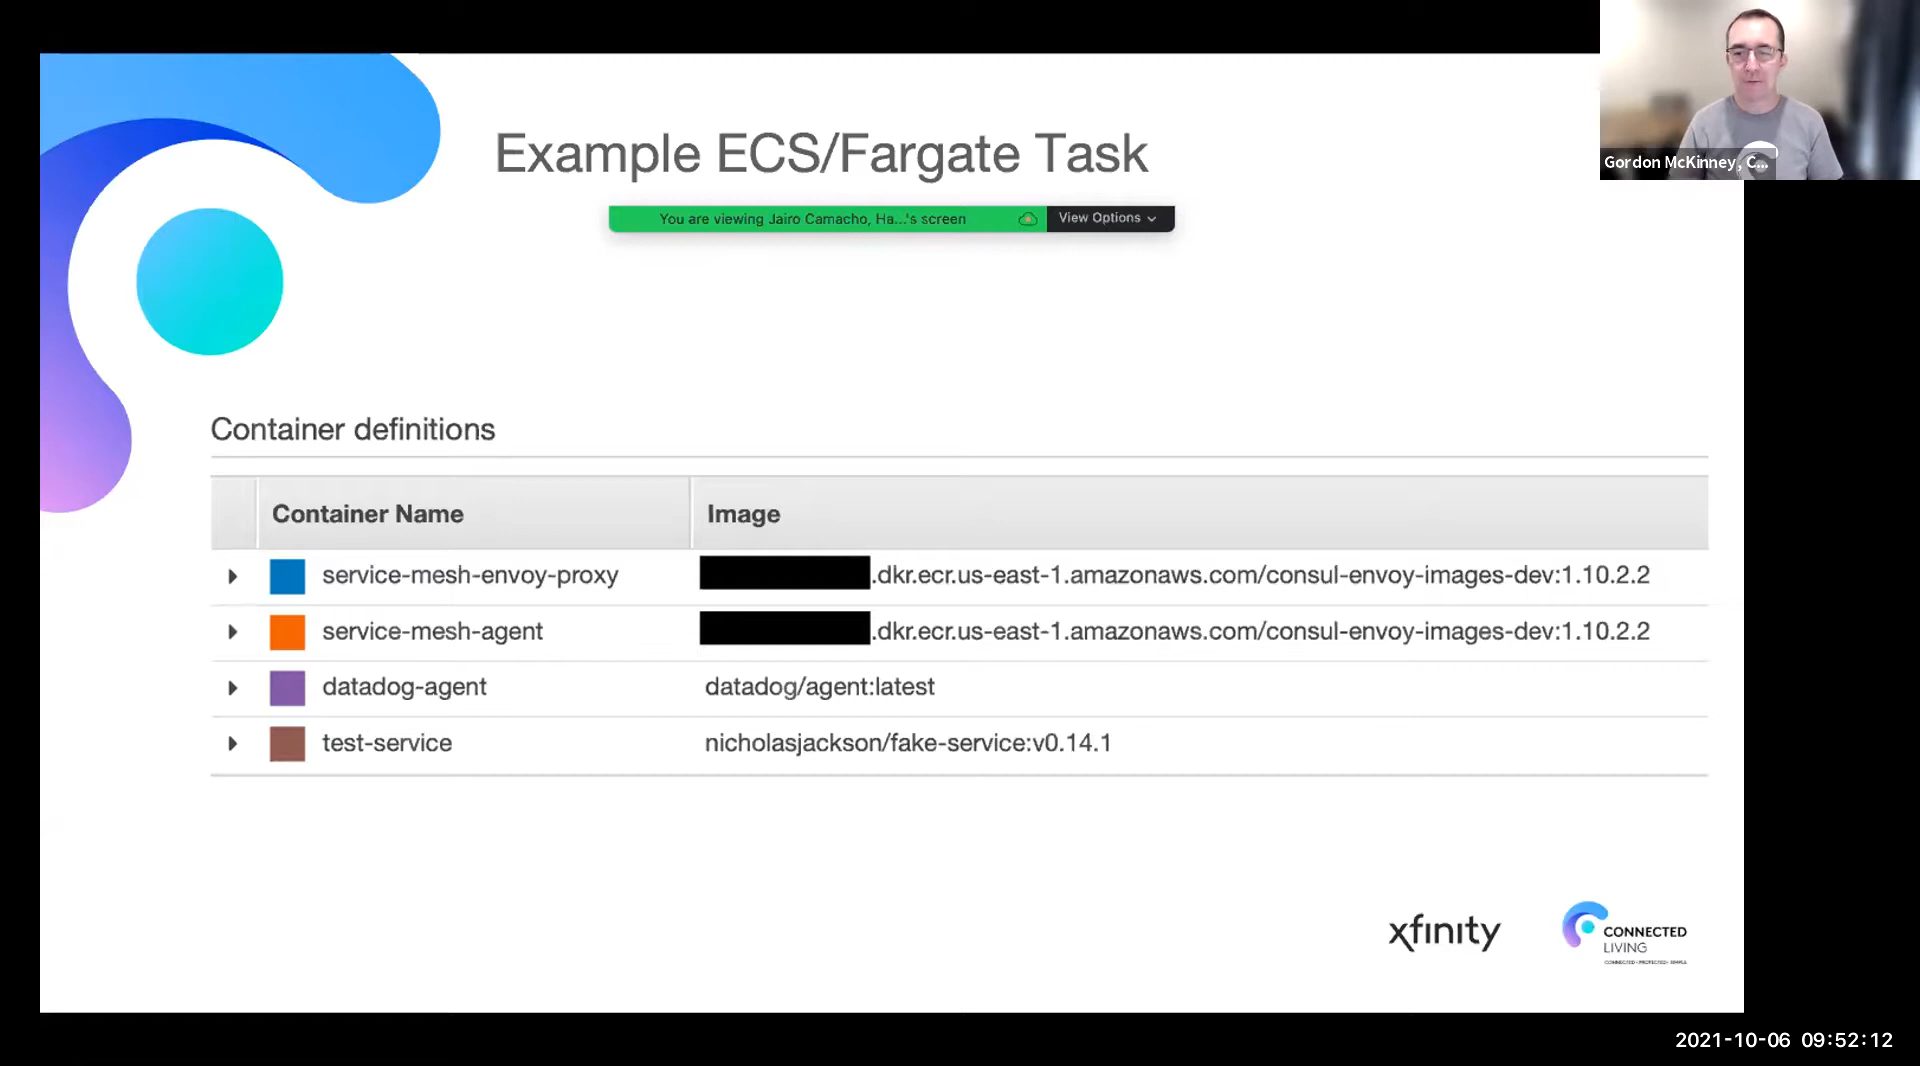 Gordon McKinney, C...
Example ECS/Fargate Task
You are viewing Jairo Camacho, Ha...'s screen
View Options
Container definitions
Container Name
Image
service-mesh-envoy-proxy
.dkr.ecr.us-east-1.amazonaws.com/consul-envoy-images-dev:1.10.2.2
service-mesh-agent
.dkr.ecr.us-east-1.amazonaws.com/consul-envoy-images-dev:1.10.2.2
datadog-agent
datadog/agent:latest
test-service
nicholasjackson/fake-service:v0.14.1
xfinity
CONNECTED
LIVING
CONNECTED • PROTECTED • SIMPLE
2021-10-06 09:52:12